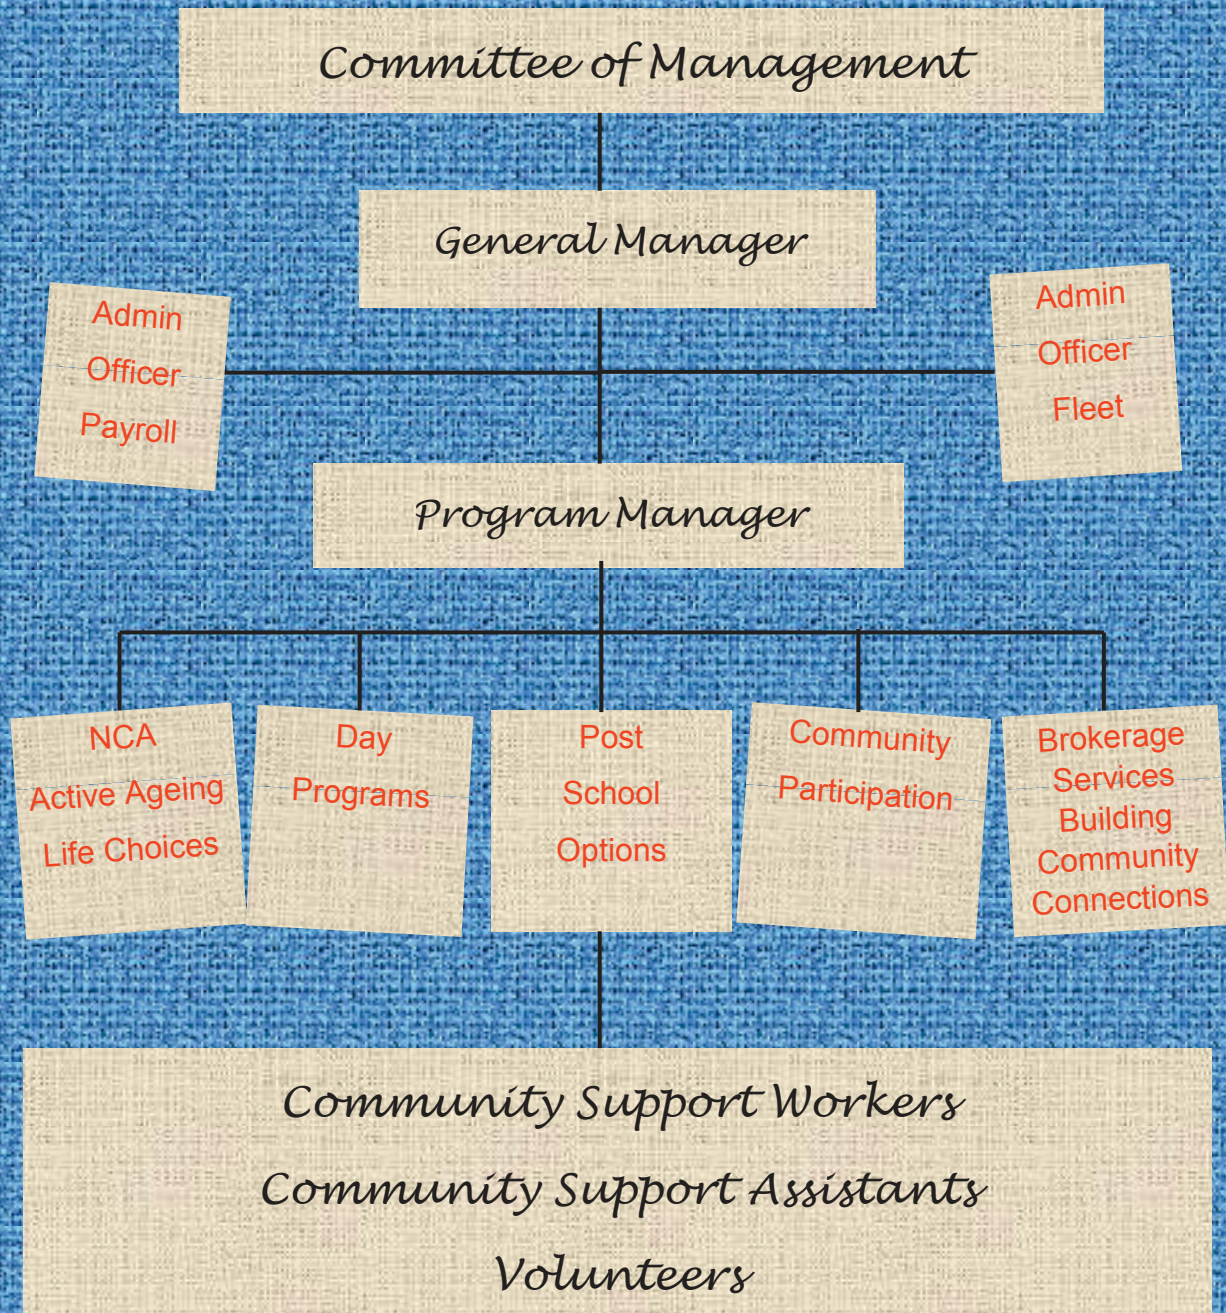 Committee of Management
General Manager
Admin
Officer
Payroll
Admin
Officer
Fleet
Program Manager
NCA
Active Ageing
Life Choices
Day
Programs
Post
School
Options
Community
Participation
Brokerage
Services
Building
Community
Connections
Community Support Workers
Community Support Assistants
Volunteers